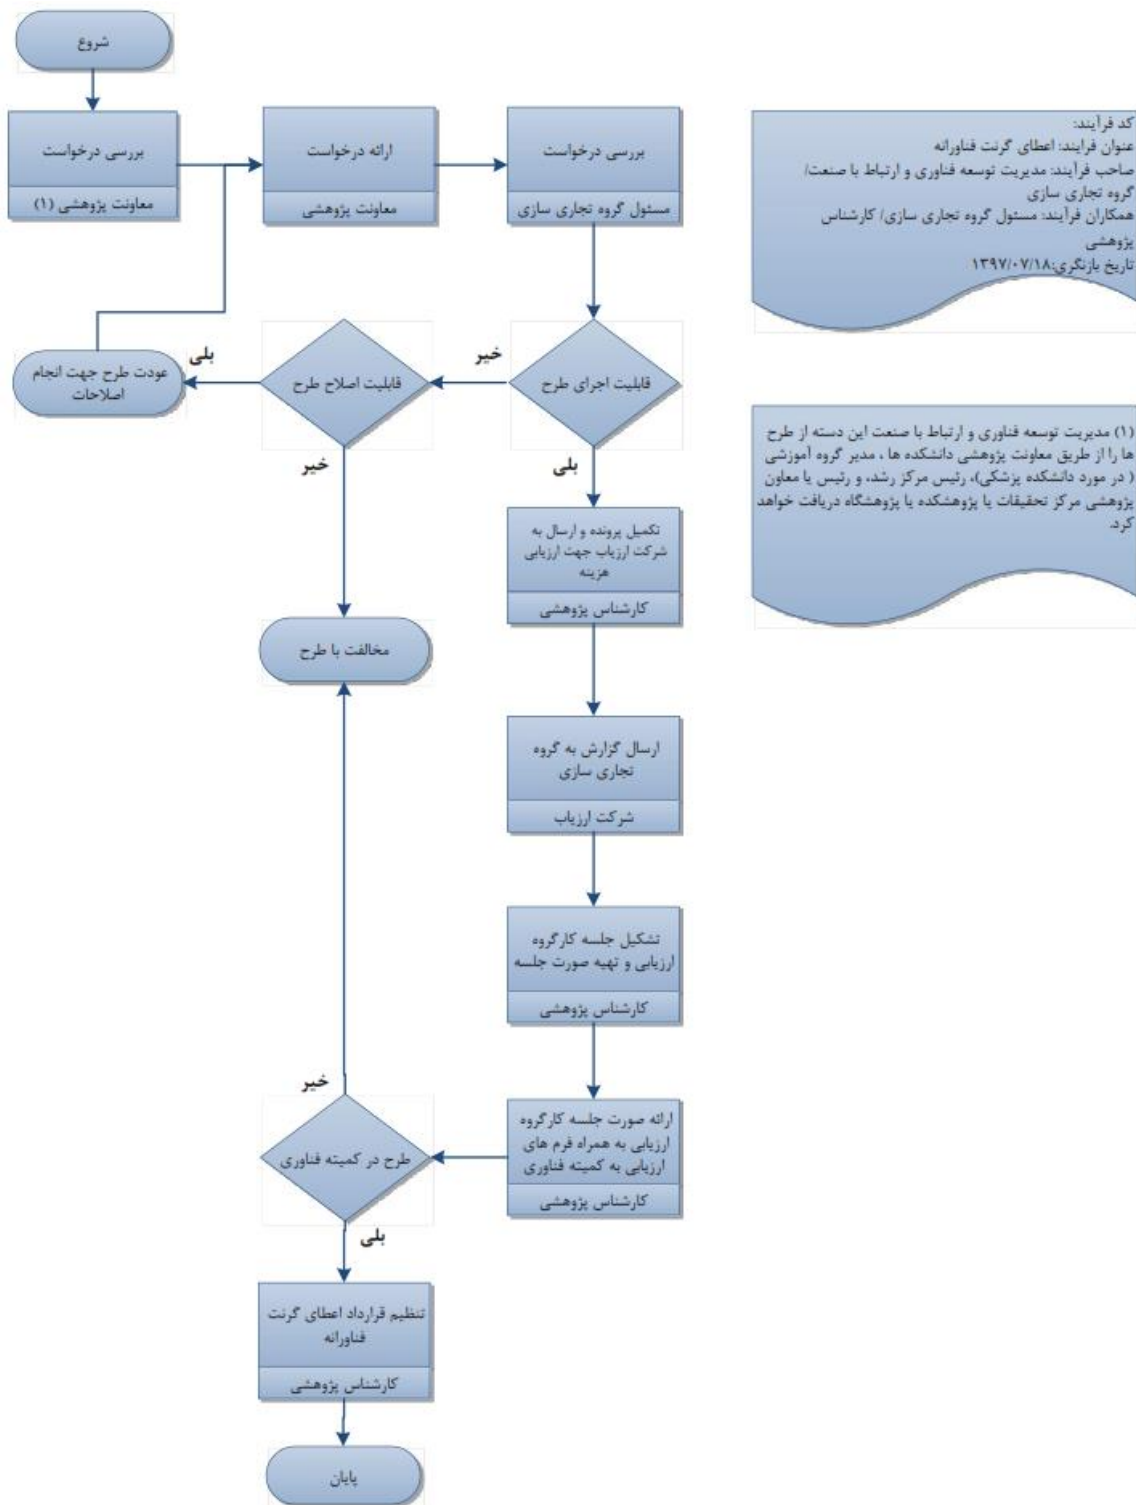 شروع
بررسی درخواست
معاونت پژوهشی (۱)
ارائه درخواست
معاونت پژوهشی
بررسی درخواست
مسئول گروه تجاری سازی
کد فرآیند:
عنوان فرایند: اعطای گرنت فناورانه
صاحب فرآیند: مدیریت توسعه فناوری و ارتباط با صنعت/
گروه تجاری سازی
همکاران فرآیند: مسئول گروه تجاری سازی/ کارشناس
پژوهشی
تاریخ بازنگری:۱۳۹۷/۰۷/۱۸
قابلیت اجرای طرح
خیر
قابلیت اصلاح طرح
بلی
عودت طرح جهت انجام
اصلاحات
خیر
بلی
(۱) مدیریت توسعه فناوری و ارتباط با صنعت این دسته از طرح
ها را از طریق معاونت پژوهشی دانشکده ها ، مدیر گروه آموزشی
( در مورد دانشکده پزشکی)، رئیس مرکز رشد، و رئیس یا معاون
پژوهشی مرکز تحقیقات یا پژوهشکده یا پژوهشگاه دریافت خواهد
کرد.
تکمیل پرونده و ارسال به
شرکت ارزیاب جهت ارزیابی
هزینه
کارشناس پژوهشی
مخالفت با طرح
ارسال گزارش به گروه
تجاری سازی
شرکت ارزیاب
تشکیل جلسه کارگروه
ارزیابی و تهیه صورت جلسه
کارشناس پژوهشی
ارائه صورت جلسه کارگروه
ارزیابی به همراه فرم های
ارزیابی به کمیته فناوری
کارشناس پژوهشی
خیر
طرح در کمیته فناوری
بلی
تنظیم قرارداد اعطای گرنت
فناورانه
کارشناس پژوهشی
پایان